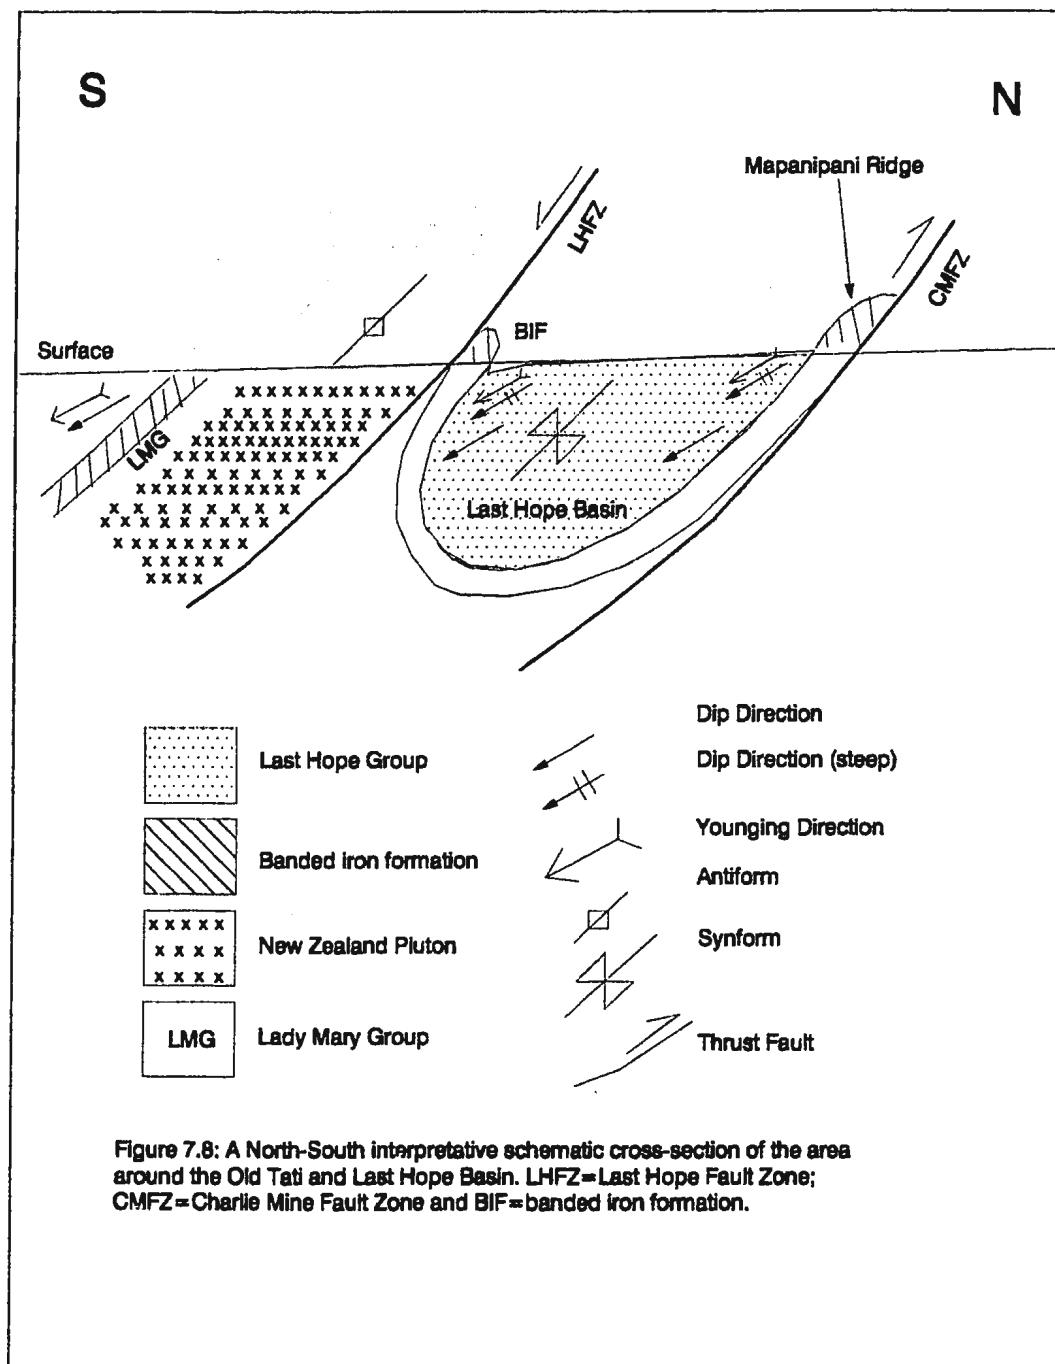 S
N
Mapanipani Ridge
LHFZ
CMFZ
BIF
Surface
LMG
Last Hope Basin
Last Hope Group
Banded iron formation
New Zealand Pluton
LMG
Lady Mary Group
Dip Direction
Dip Direction (steep)
Younging Direction
Antiform
Synform
Thrust Fault
Figure 7.8: A North-South interpretative schematic cross-section of the area
around the Old Tati and Last Hope Basin. LHFZ=Last Hope Fault Zone;
CMFZ=Charlie Mine Fault Zone and BIF=banded iron formation.